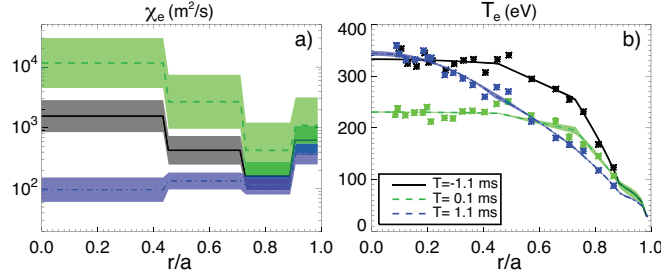 χe (m²/s)
a)
10⁴
10³
10²
0.0 0.2 0.4 0.6 0.8 1.0
r/a
Te (eV)
b)
400
300
200
100
0
T=-1.1 ms
T= 0.1 ms
T= 1.1 ms
0.0 0.2 0.4 0.6 0.8 1.0
r/a